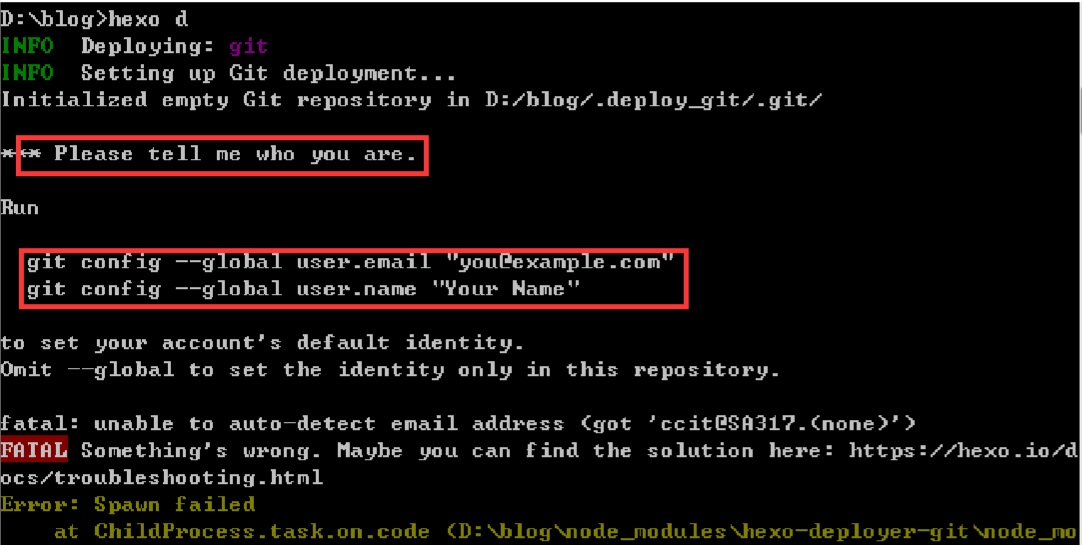 D:\blog>hexo d
INFO  Deploying: git
INFO  Setting up Git deployment...
Initialized empty Git repository in D:/blog/.deploy_git/.git/
*** Please tell me who you are.
Run
git config --global user.email "you@example.com"
git config --global user.name "Your Name"
to set your account's default identity.
Omit --global to set the identity only in this repository.
fatal: unable to auto-detect email address (got 'ccit@SA317.(none)')
FATAL Something's wrong. Maybe you can find the solution here: https://hexo.io/d
ocs/troubleshooting.html
Error: Spawn failed
at ChildProcess.task.on.code (D:\blog\node_modules\hexo-deployer-git\node_mo